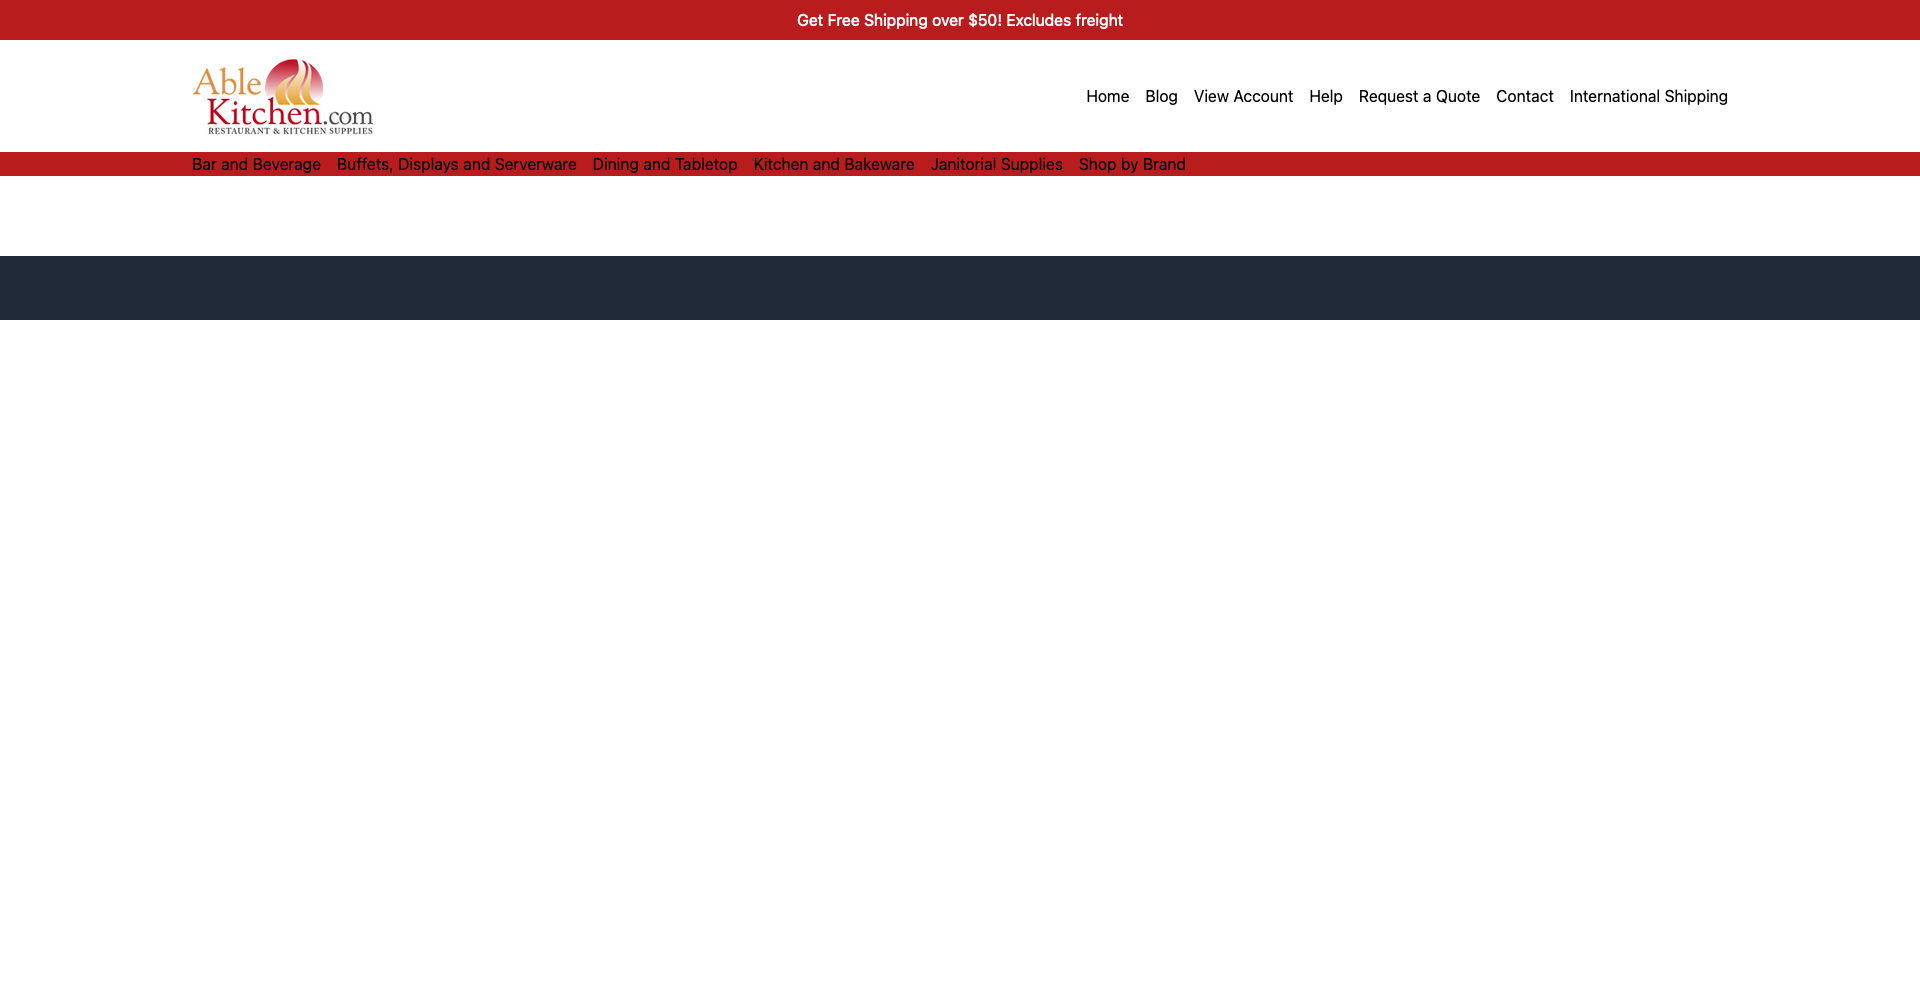 Get Free Shipping over $50! Excludes freight
Able
Kitchen.com
RESTAURANT & KITCHEN SUPPLIES
Home Blog View Account Help Request a Quote Contact International Shipping
Bar and Beverage Buffets, Displays and Serverware Dining and Tabletop Kitchen and Bakeware Janitorial Supplies Shop by Brand